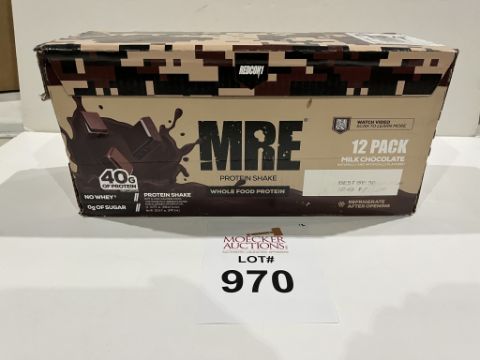 REDCON1
WATCH VIDEO
MRE
PROTEIN SHAKE
WHOLE FOOD PROTEIN
12 PACK
MILK CHOCOLATE
40G
OF PROTEIN
NO WHEY
0g OF SUGAR
PROTEIN SHAKE
BEST BY
REFRIGERATE
AFTER OPENING
MOECKER
AUCTIONS
LOT#
970